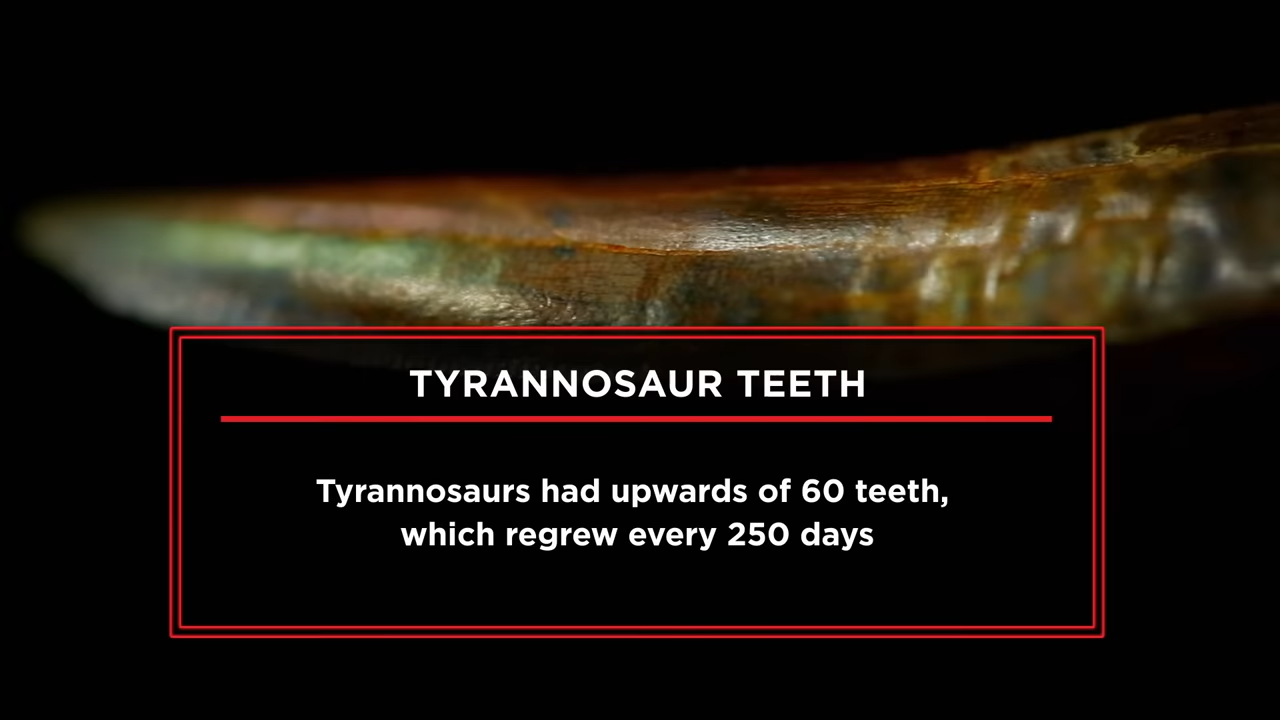 TYRANNOSAUR TEETH
Tyrannosaurs had upwards of 60 teeth,
which regrew every 250 days